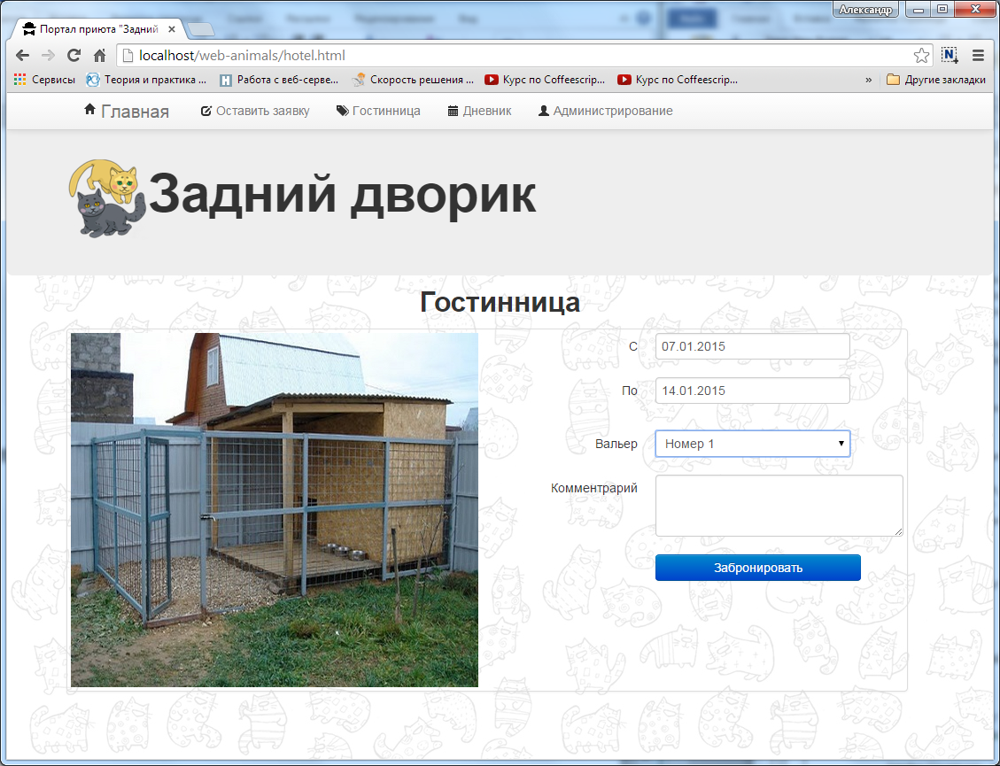 Александр
Портал приюта "Задний
localhost/web-animals/hotel.html
Сервисы Теория и практика ... Работа с веб-серве... Скорость решения ... Курс по Coffeescrip... Курс по Coffeescrip... » Другие закладки
Главная Оставить заявку Гостинница Дневник Администрирование
Задний дворик
Гостинница
С 07.01.2015
По 14.01.2015
Вальер Номер 1
Комментрарий
Забронировать